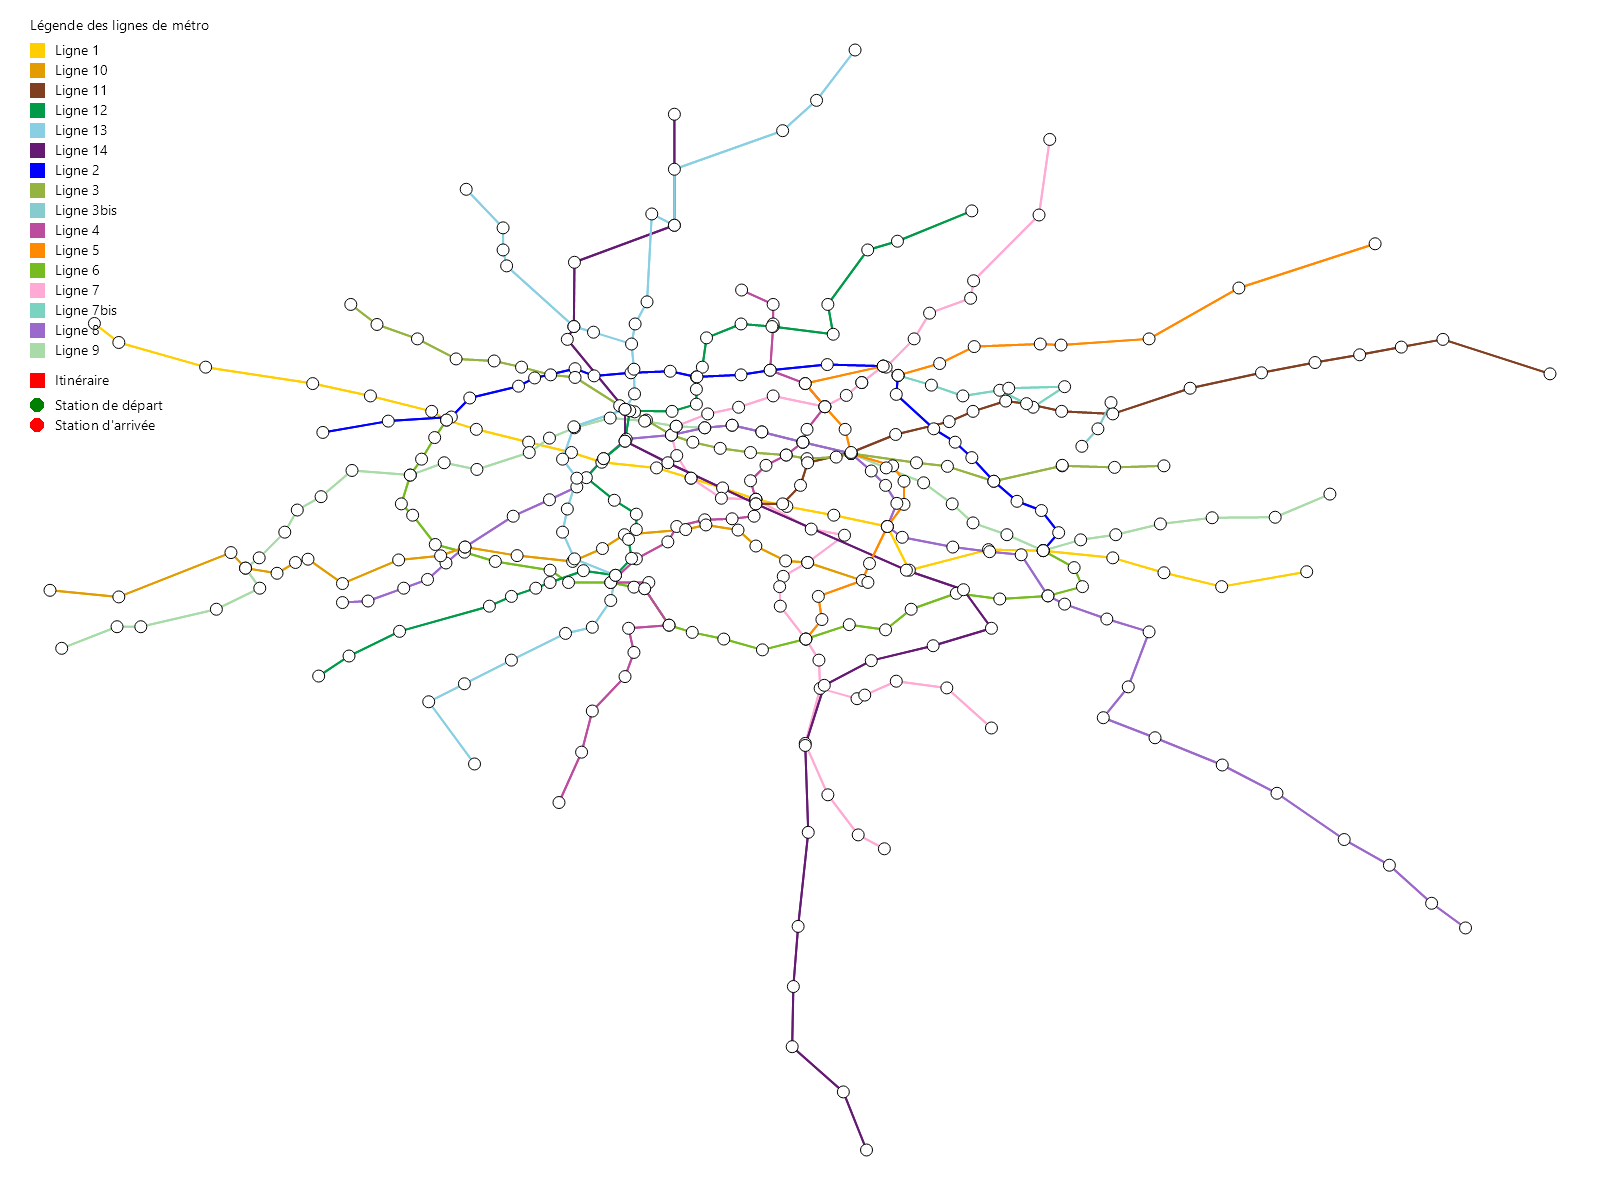 Légende des lignes de métro
Ligne 1
Ligne 10
Ligne 11
Ligne 12
Ligne 13
Ligne 14
Ligne 2
Ligne 3
Ligne 3bis
Ligne 4
Ligne 5
Ligne 6
Ligne 7
Ligne 7bis
Ligne 8
Ligne 9
Itinéraire
Station de départ
Station d'arrivée